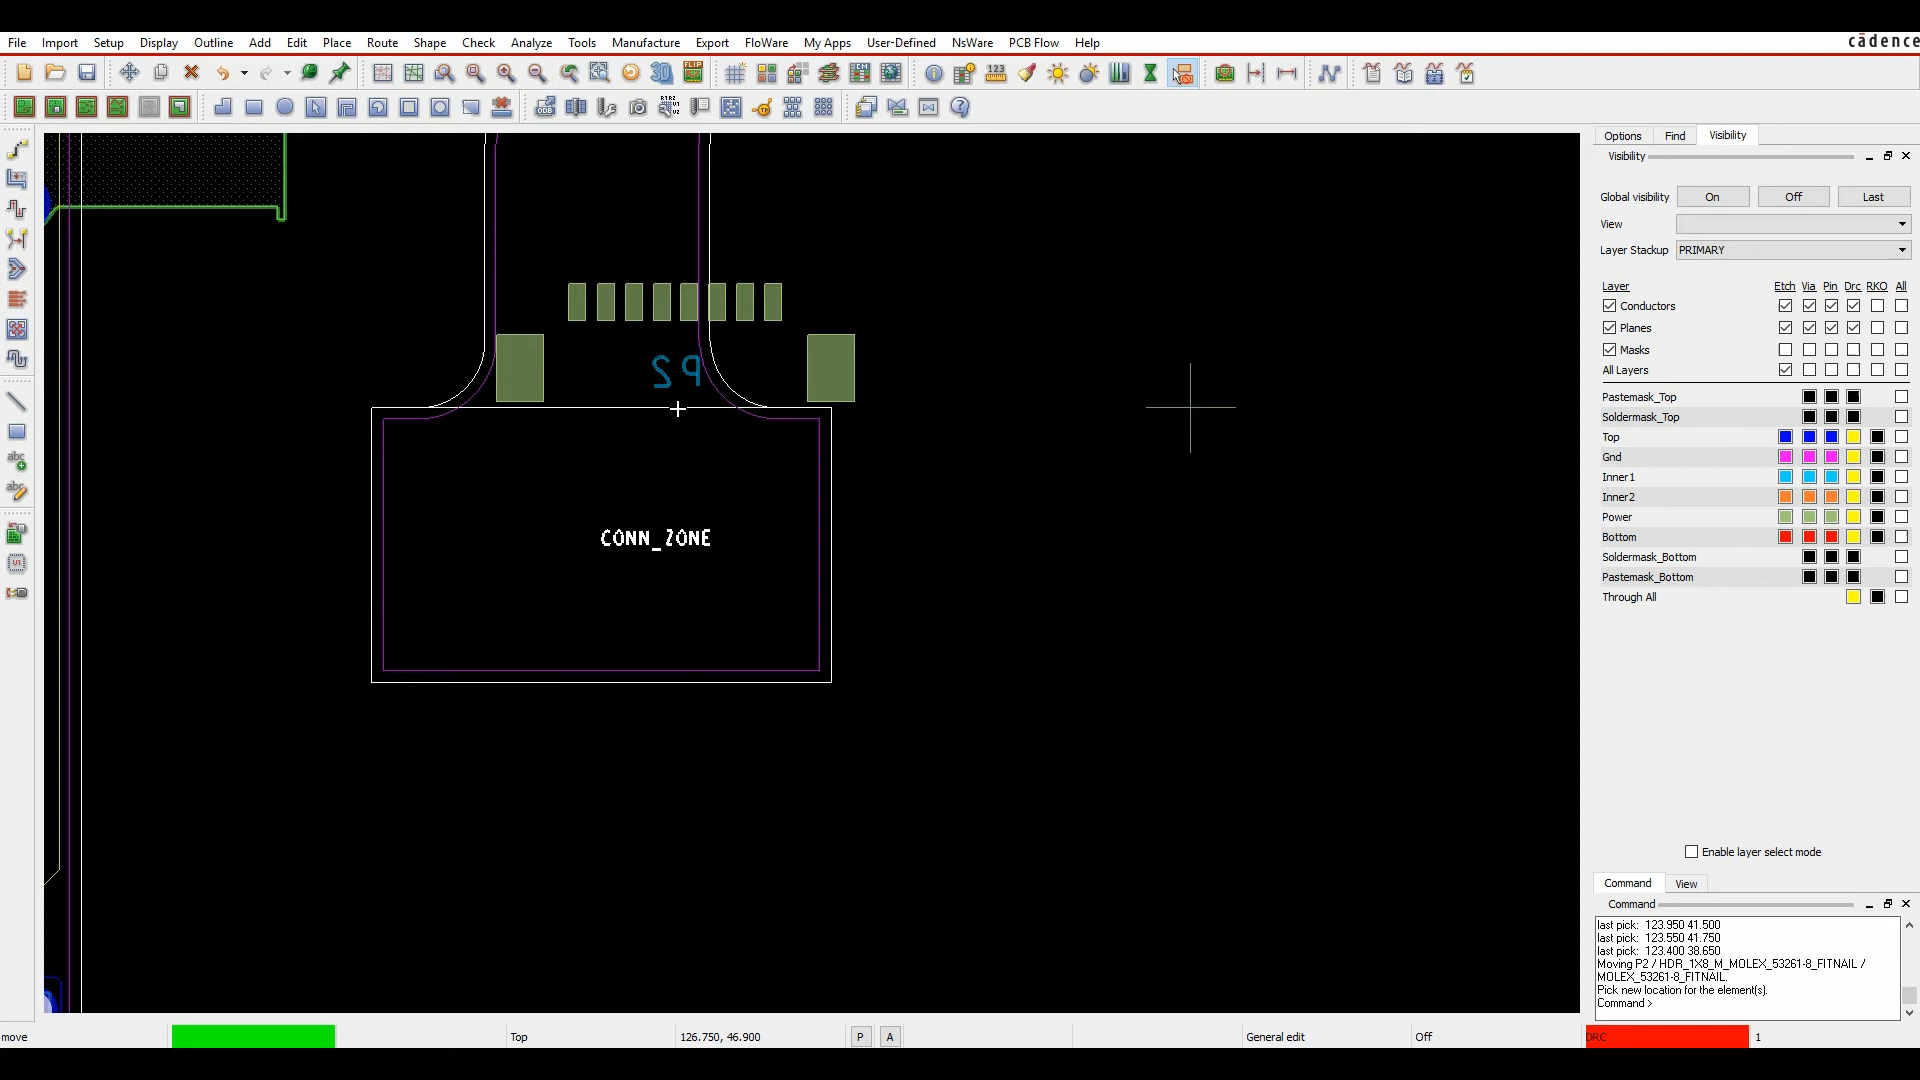 File Import Setup Display Outline Add Edit Place Route Shape Check Analyze Tools Manufacture Export FloWare My Apps User-Defined NsWare PCB Flow Help
cādence
Options Find Visibility
Visibility
Global visibility On Off Last
View
Layer Stackup PRIMARY
Layer Etch Via Pin Drc RKO All
Conductors
Planes
Masks
All Layers
Pastemask_Top
Soldermask_Top
Top
Gnd
Inner1
Inner2
Power
Bottom
Soldermask_Bottom
Pastemask_Bottom
Through All
P2
CONN_ZONE
Enable layer select mode
Command View
Command
last pick: 123.950 41.500
last pick: 123.550 41.750
last pick: 123.400 38.650
Moving P2 / HDR_1X8_M_MOLEX_53261-8_FITNAIL /
MOLEX_53261-8_FITNAIL.
Pick new location for the element(s).
Command >
move Top 126.750, 46.900 P A General edit Off DRC 1